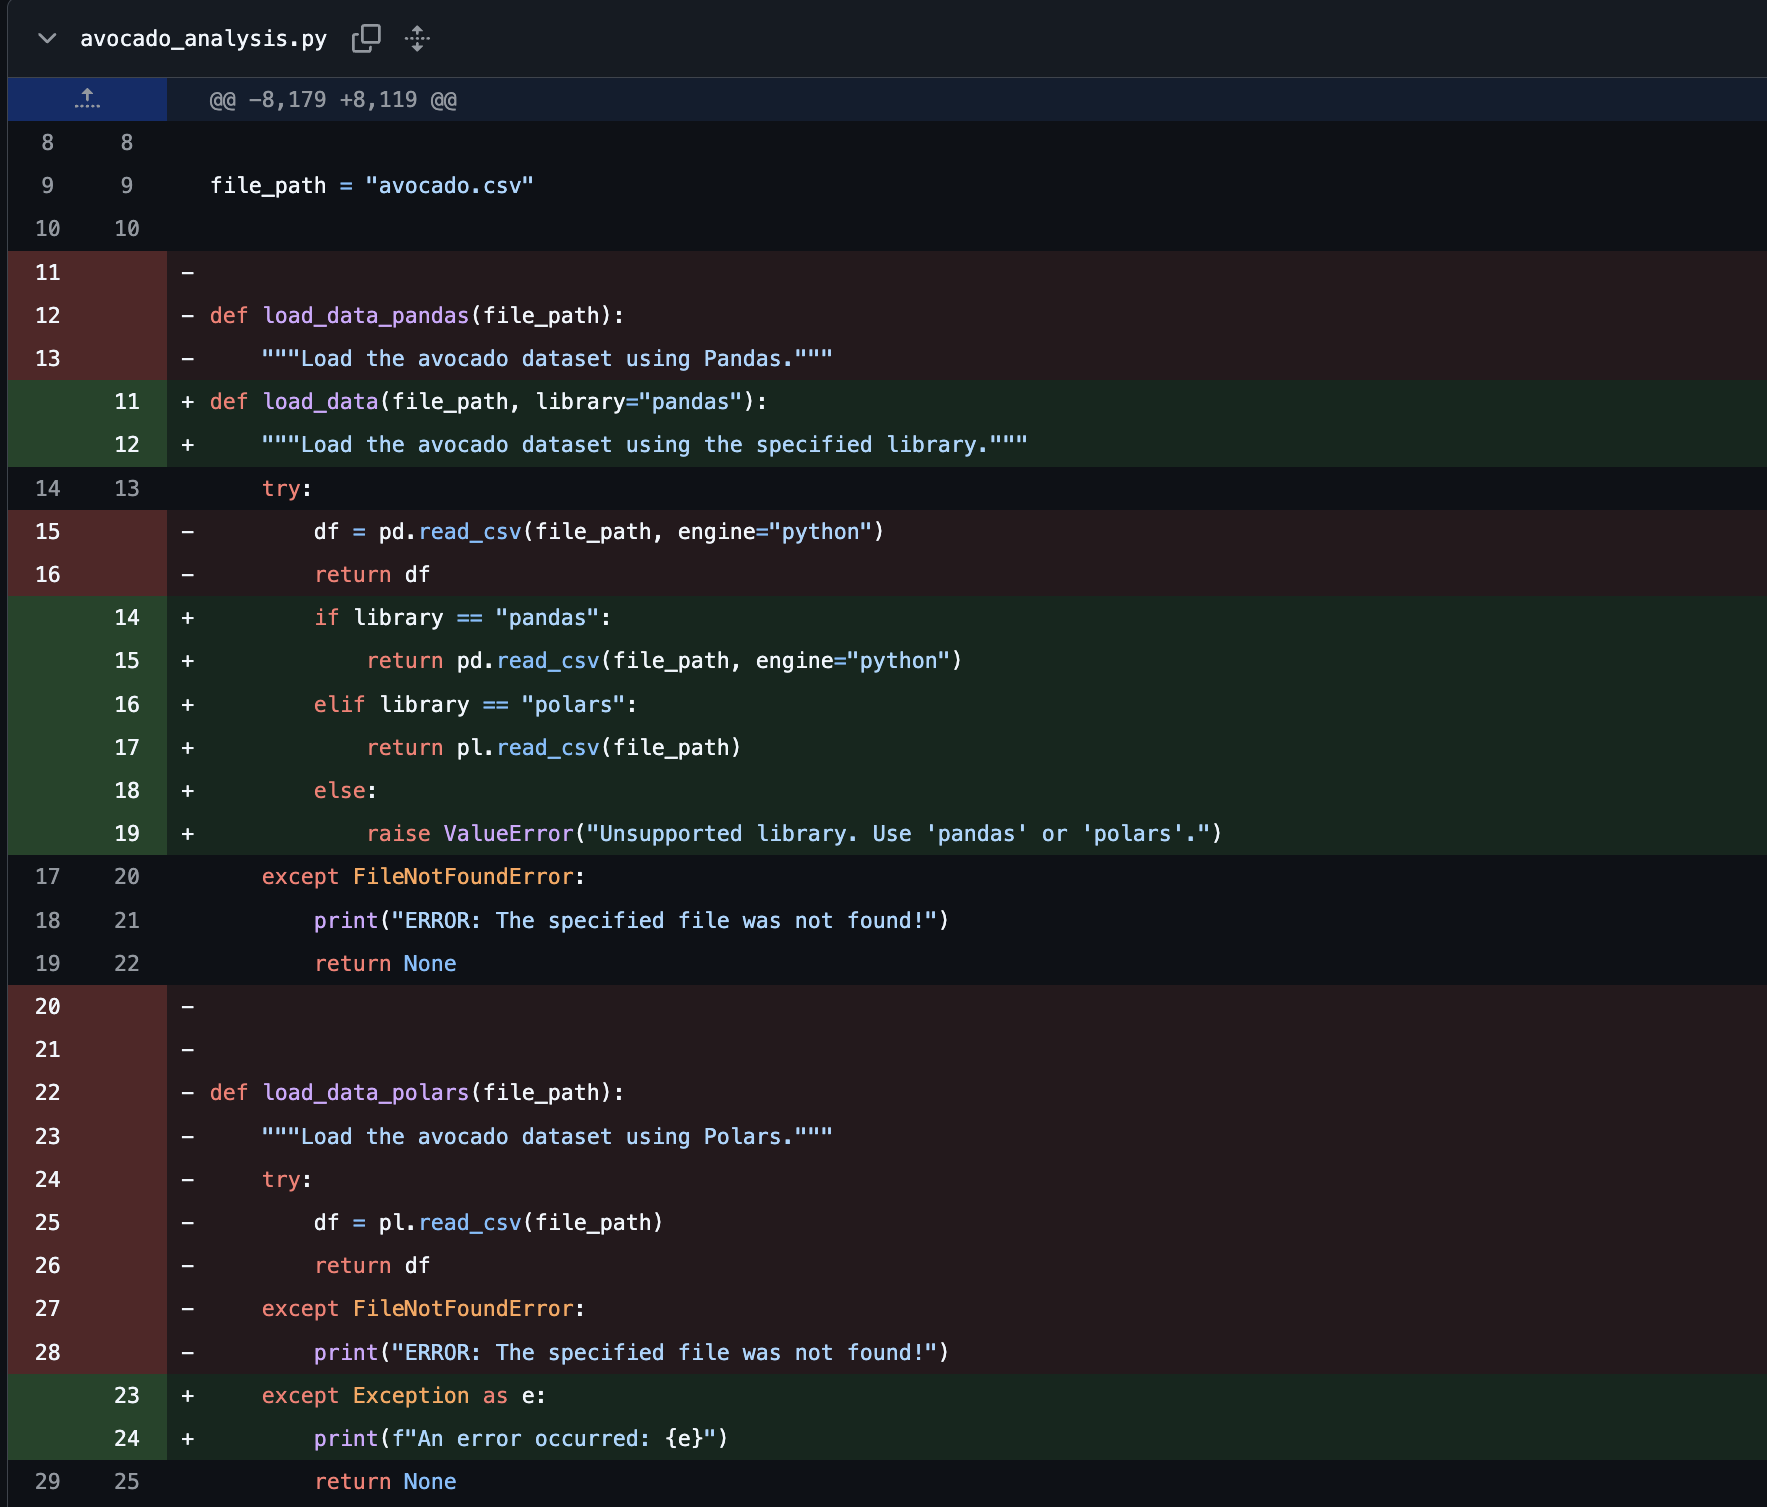 avocado_analysis.py
@@ -8,179 +8,119 @@
8 8
9 9 file_path = "avocado.csv"
10 10
11 -
12 - def load_data_pandas(file_path):
13 -     """Load the avocado dataset using Pandas."""
11 + def load_data(file_path, library="pandas"):
12 +     """Load the avocado dataset using the specified library."""
14 13     try:
15 -         df = pd.read_csv(file_path, engine="python")
16 -         return df
14 +         if library == "pandas":
15 +             return pd.read_csv(file_path, engine="python")
16 +         elif library == "polars":
17 +             return pl.read_csv(file_path)
18 +         else:
19 +             raise ValueError("Unsupported library. Use 'pandas' or 'polars'.")
17 20     except FileNotFoundError:
18 21         print("ERROR: The specified file was not found!")
19 22         return None
20 -
21 -
22 - def load_data_polars(file_path):
23 -     """Load the avocado dataset using Polars."""
24 -     try:
25 -         df = pl.read_csv(file_path)
26 -         return df
27 -     except FileNotFoundError:
28 -         print("ERROR: The specified file was not found!")
23 +     except Exception as e:
24 +         print(f"An error occurred: {e}")
29 25         return None